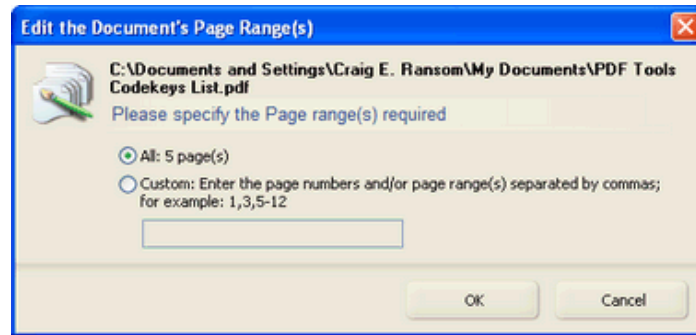 Edit the Document's Page Range(s)
C:\Documents and Settings\Craig E. Ransom\My Documents\PDF Tools
Codekeys List.pdf
Please specify the Page range(s) required
All: 5 page(s)
Custom: Enter the page numbers and/or page range(s) separated by commas;
for example: 1,3,5-12
OK Cancel